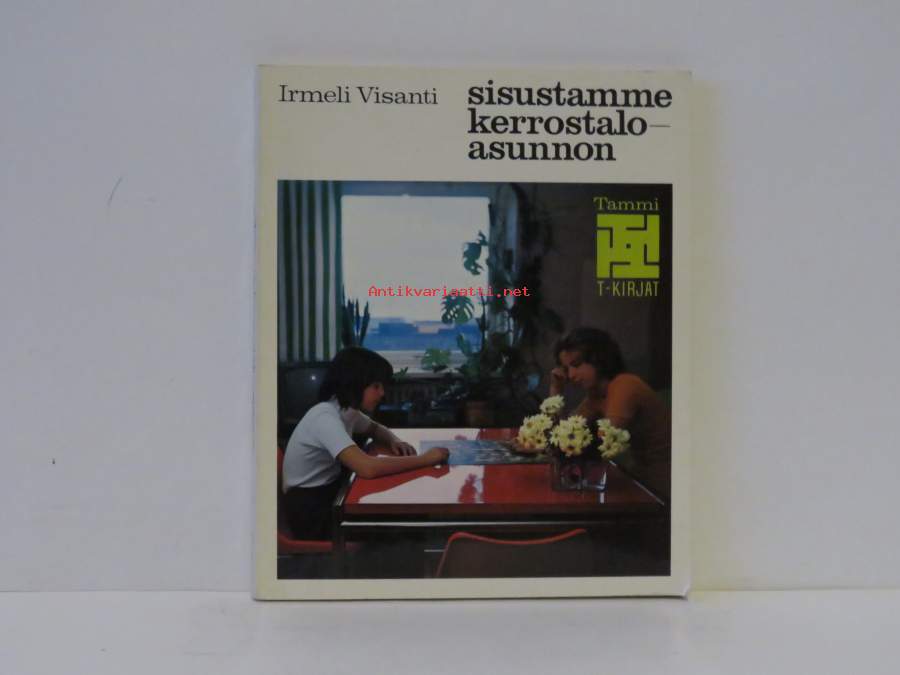 Irmeli Visanti
sisustamme
kerrostalo—
asunnon
Tammi
T-KIRJAT
Antikvariaatti.net